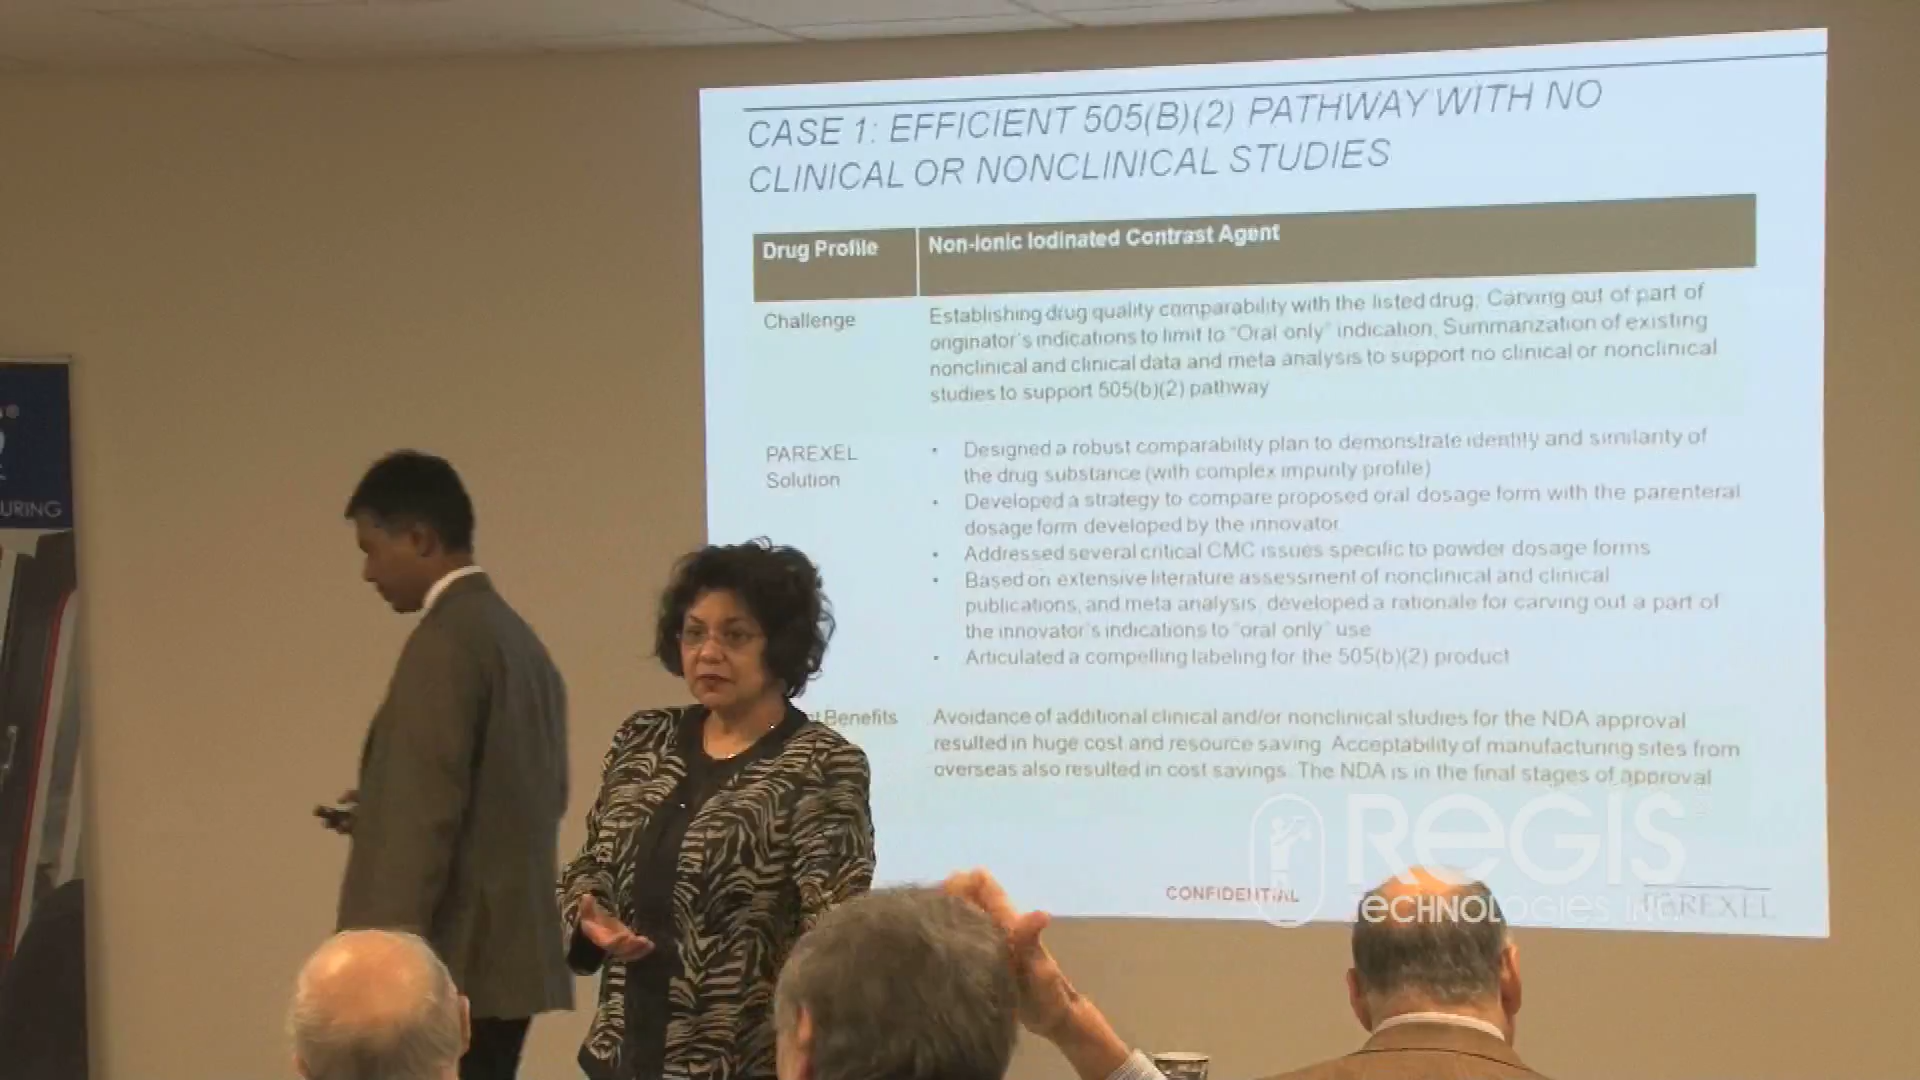 CASE 1: EFFICIENT 505(B)(2) PATHWAY WITH NO
CLINICAL OR NONCLINICAL STUDIES
Drug Profile
Non-Ionic Iodinated Contrast Agent
Challenge
Establishing drug quality comparability with the listed drug; Carving out of part of
originator's indications to limit to "Oral only" indication; Summarization of existing
nonclinical and clinical data and meta analysis to support no clinical or nonclinical
studies to support 505(b)(2) pathway
PAREXEL
Solution
• Designed a robust comparability plan to demonstrate identity and similarity of
the drug substance (with complex impurity profile)
• Developed a strategy to compare proposed oral dosage form with the parenteral
dosage form developed by the innovator
• Addressed several critical CMC issues specific to powder dosage forms
• Based on extensive literature assessment of nonclinical and clinical
publications, and meta analysis, developed a rationale for carving out a part of
the innovator's indications to "oral only" use
• Articulated a compelling labeling for the 505(b)(2) product
t Benefits
Avoidance of additional clinical and/or nonclinical studies for the NDA approval
resulted in huge cost and resource saving. Acceptability of manufacturing sites from
overseas also resulted in cost savings. The NDA is in the final stages of approval
CONFIDENTIAL
PAREXEL
REGIS
TECHNOLOGIES INC
URING